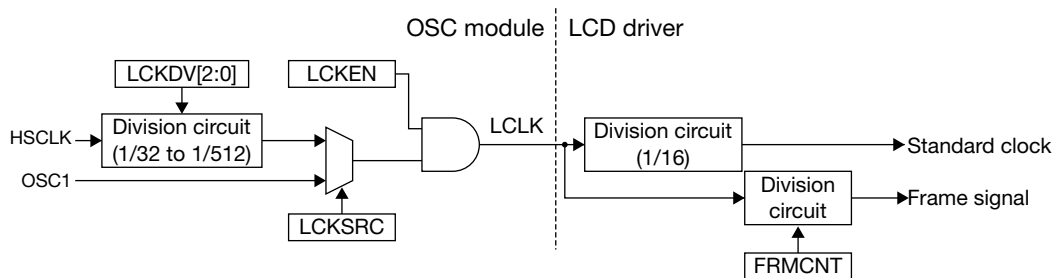 OSC module
LCD driver
LCKDV[2:0]
LCKEN
HSCLK
Division circuit
(1/32 to 1/512)
LCLK
Division circuit
(1/16)
Standard clock
OSC1
Division
circuit
Frame signal
LCKSRC
FRMCNT